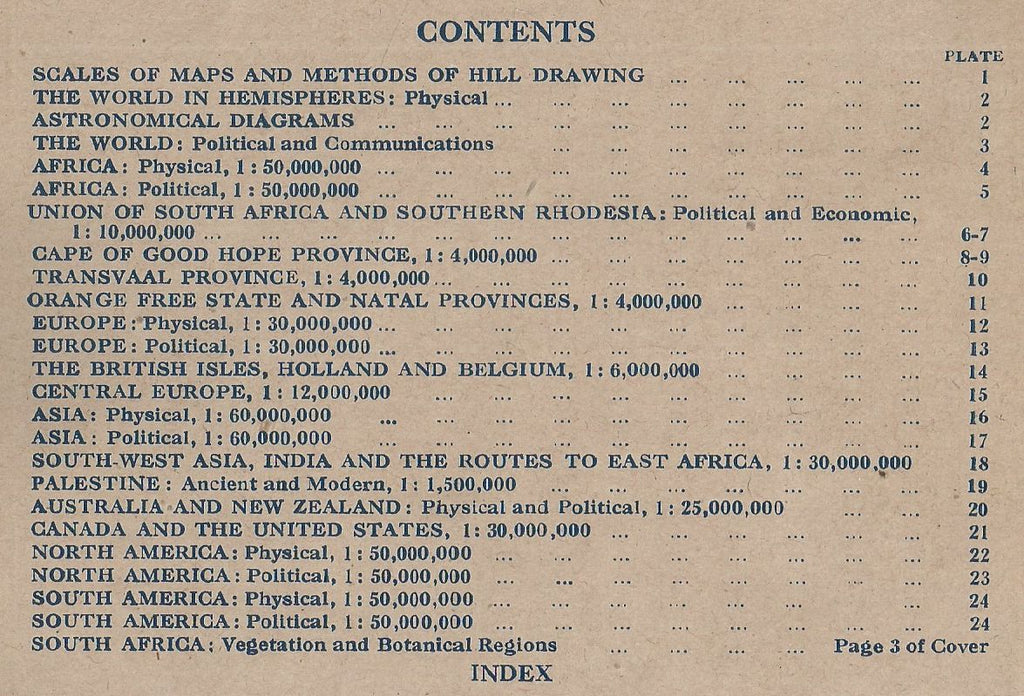 CONTENTS
PLATE
SCALES OF MAPS AND METHODS OF HILL DRAWING ... ... ... ... ... 1
THE WORLD IN HEMISPHERES: Physical ... ... ... ... ... ... ... ... 2
ASTRONOMICAL DIAGRAMS ... ... ... ... ... ... ... ... ... ... 2
THE WORLD: Political and Communications ... ... ... ... ... ... 3
AFRICA: Physical, 1: 50,000,000 ... ... ... ... ... ... ... ... ... ... 4
AFRICA: Political, 1: 50,000,000 ... ... ... ... ... ... ... ... ... ... 5
UNION OF SOUTH AFRICA AND SOUTHERN RHODESIA: Political and Economic,
1: 10,000,000 ... ... ... ... ... ... ... ... ... ... ... ... ... 6-7
CAPE OF GOOD HOPE PROVINCE, 1: 4,000,000 ... ... ... ... ... ... ... 8-9
TRANSVAAL PROVINCE, 1: 4,000,000 ... ... ... ... ... ... ... ... ... 10
ORANGE FREE STATE AND NATAL PROVINCES, 1: 4,000,000 ... ... ... ... 11
EUROPE: Physical, 1: 30,000,000 ... ... ... ... ... ... ... ... ... ... 12
EUROPE: Political, 1: 30,000,000 ... ... ... ... ... ... ... ... ... ... 13
THE BRITISH ISLES, HOLLAND AND BELGIUM, 1: 6,000,000 ... ... ... ... 14
CENTRAL EUROPE, 1: 12,000,000 ... ... ... ... ... ... ... ... ... 15
ASIA: Physical, 1: 60,000,000 ... ... ... ... ... ... ... ... ... ... 16
ASIA: Political, 1: 60,000,000 ... ... ... ... ... ... ... ... ... ... 17
SOUTH-WEST ASIA, INDIA AND THE ROUTES TO EAST AFRICA, 1: 30,000,000 18
PALESTINE: Ancient and Modern, 1: 1,500,000 ... ... ... ... ... ... ... 19
AUSTRALIA AND NEW ZEALAND: Physical and Political, 1: 25,000,000 ... ... 20
CANADA AND THE UNITED STATES, 1: 30,000,000 ... ... ... ... ... ... 21
NORTH AMERICA: Physical, 1: 50,000,000 ... ... ... ... ... ... ... ... 22
NORTH AMERICA: Political, 1: 50,000,000 ... ... ... ... ... ... ... ... 23
SOUTH AMERICA: Physical, 1: 50,000,000 ... ... ... ... ... ... ... 24
SOUTH AMERICA: Political, 1: 50,000,000 ... ... ... ... ... ... ... ... 24
SOUTH AFRICA: Vegetation and Botanical Regions ... ... ... ... Page 3 of Cover
INDEX